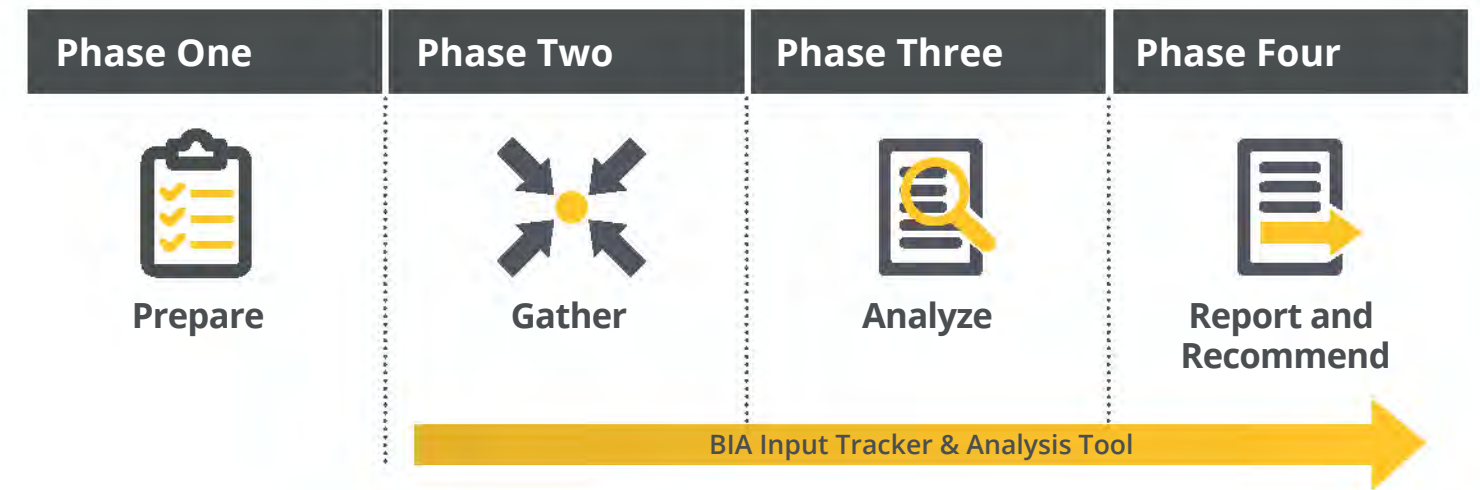 Phase One
Phase Two
Phase Three
Phase Four
Prepare
Gather
Analyze
Report and
Recommend
BIA Input Tracker & Analysis Tool